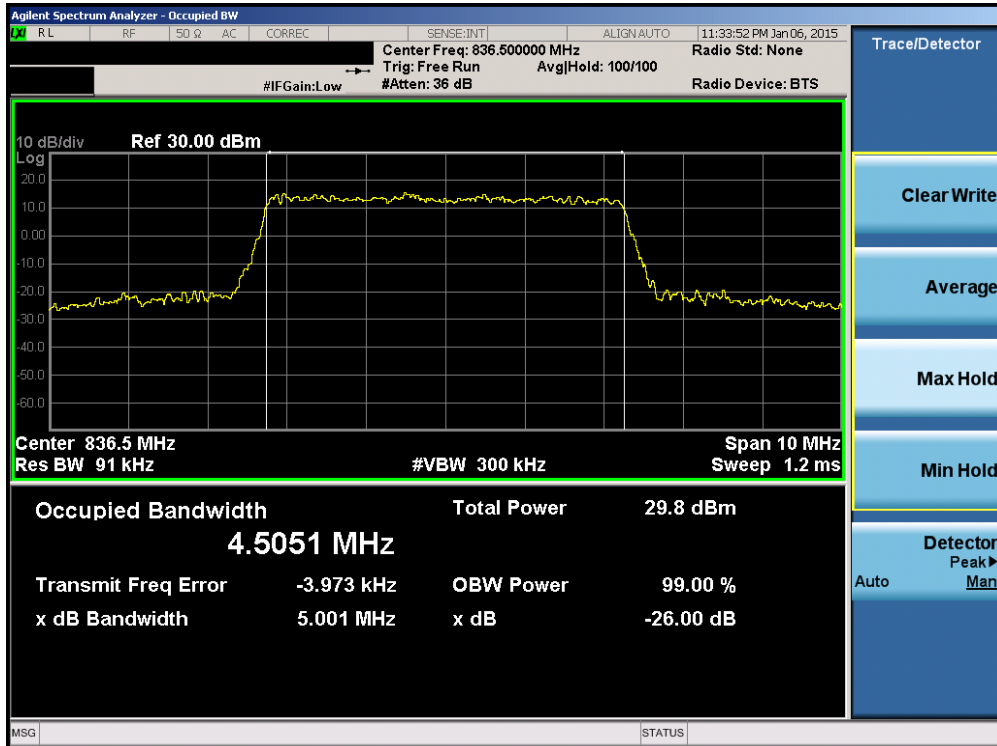 Agilent Spectrum Analyzer - Occupied BW
LXI RL RF 50 Ω AC CORREC SENSE:INT ALIGN AUTO 11:33:52 PM Jan 06, 2015
Center Freq: 836.500000 MHz Radio Std: None
Trig: Free Run Avg|Hold: 100/100
#IFGain:Low #Atten: 36 dB Radio Device: BTS
10 dB/div Ref 30.00 dBm
Log
20.0
10.0
0.00
-10.0
-20.0
-30.0
-40.0
-50.0
-60.0
Center 836.5 MHz Span 10 MHz
Res BW 91 kHz #VBW 300 kHz Sweep 1.2 ms
Occupied Bandwidth Total Power 29.8 dBm
4.5051 MHz
Transmit Freq Error -3.973 kHz OBW Power 99.00 %
x dB Bandwidth 5.001 MHz x dB -26.00 dB
Trace/Detector
Clear Write
Average
Max Hold
Min Hold
Detector
Peak▶
Auto Man
MSG STATUS